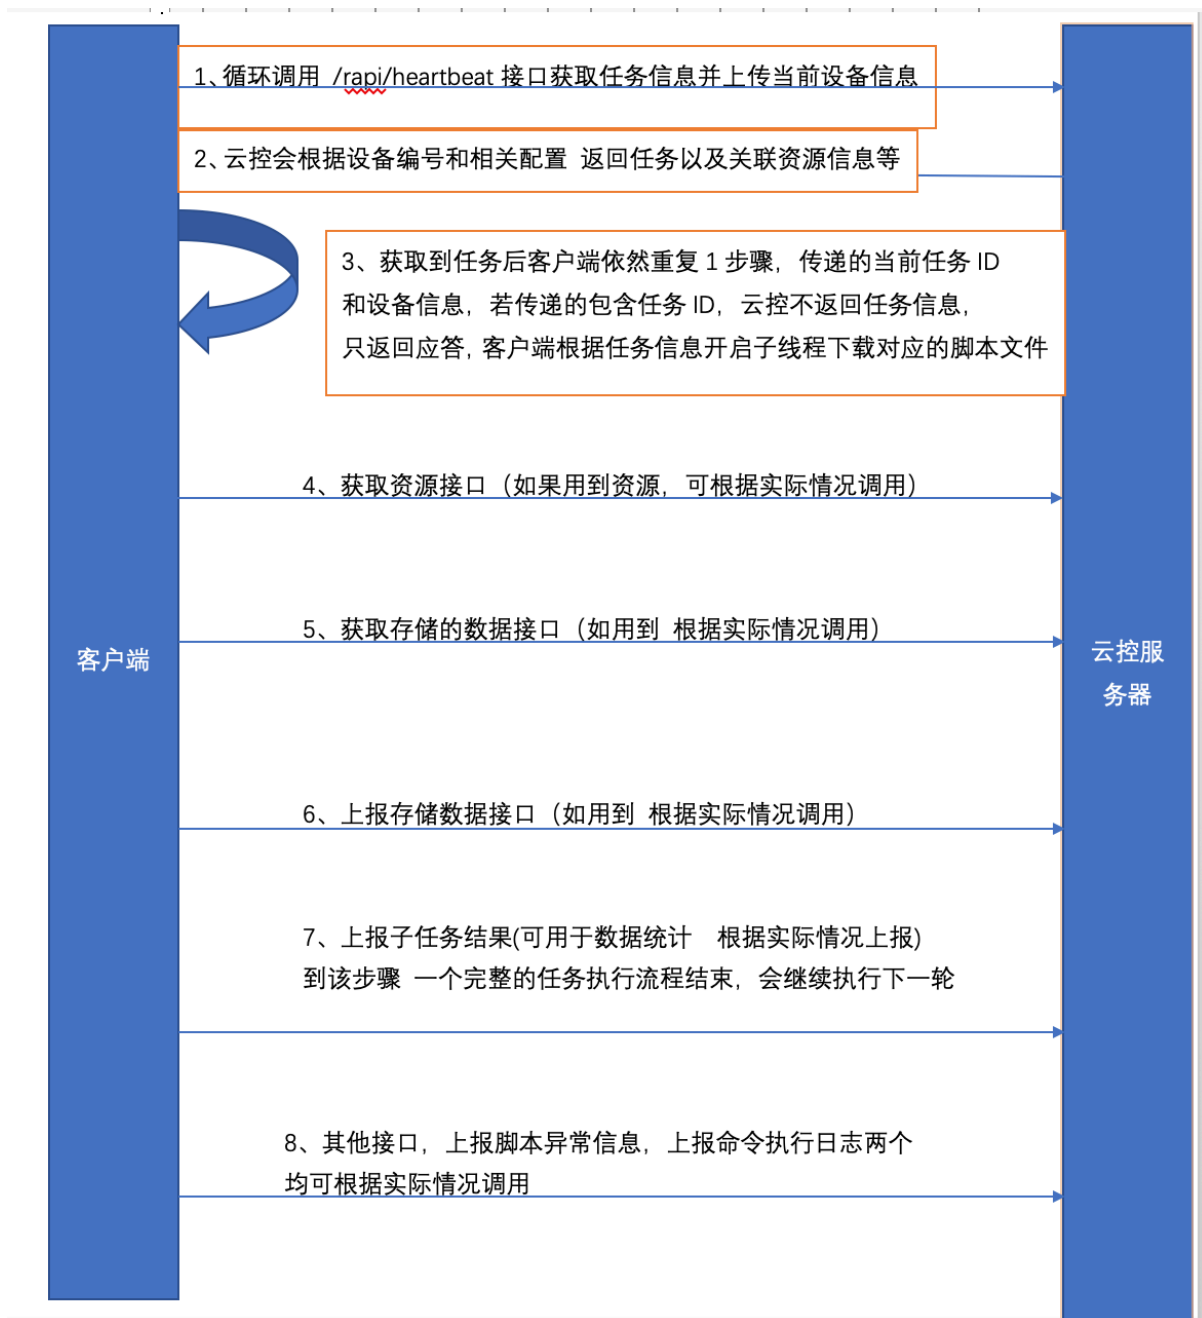 1、循环调用 /rapi/heartbeat 接口获取任务信息并上传当前设备信息
2、云控会根据设备编号和相关配置 返回任务以及关联资源信息等
3、获取到任务后客户端依然重复 1 步骤，传递的当前任务 ID
和设备信息，若传递的包含任务 ID，云控不返回任务信息，
只返回应答，客户端根据任务信息开启子线程下载对应的脚本文件
4、获取资源接口（如果用到资源，可根据实际情况调用）
5、获取存储的数据接口（如用到 根据实际情况调用）
客户端
云控服
务器
6、上报存储数据接口（如用到 根据实际情况调用）
7、上报子任务结果(可用于数据统计 根据实际情况上报)
到该步骤 一个完整的任务执行流程结束，会继续执行下一轮
8、其他接口，上报脚本异常信息，上报命令执行日志两个
均可根据实际情况调用